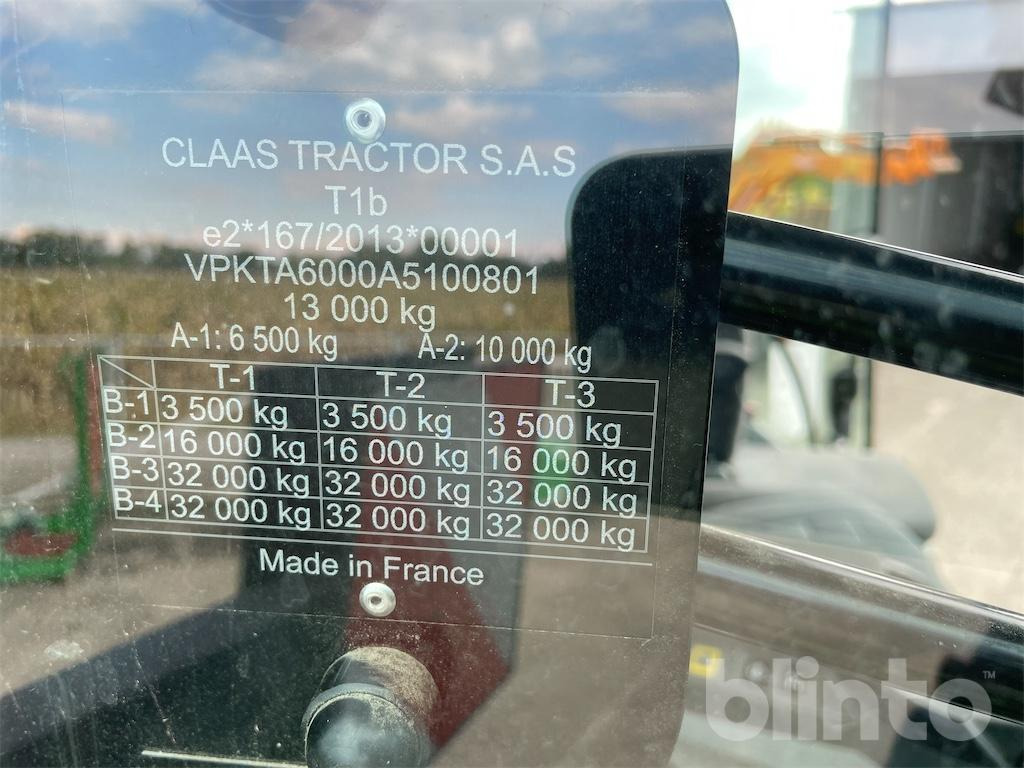 CLAAS TRACTOR S.A.S
T1b
e2*167/2013*00001
VPKTA6000A5100801
13 000 kg
A-1: 6 500 kg A-2: 10 000 kg
T-1 T-2 T-3
B-1 3 500 kg 3 500 kg 3 500 kg
B-2 16 000 kg 16 000 kg 16 000 kg
B-3 32 000 kg 32 000 kg 32 000 kg
B-4 32 000 kg 32 000 kg 32 000 kg
Made in France
blinto™